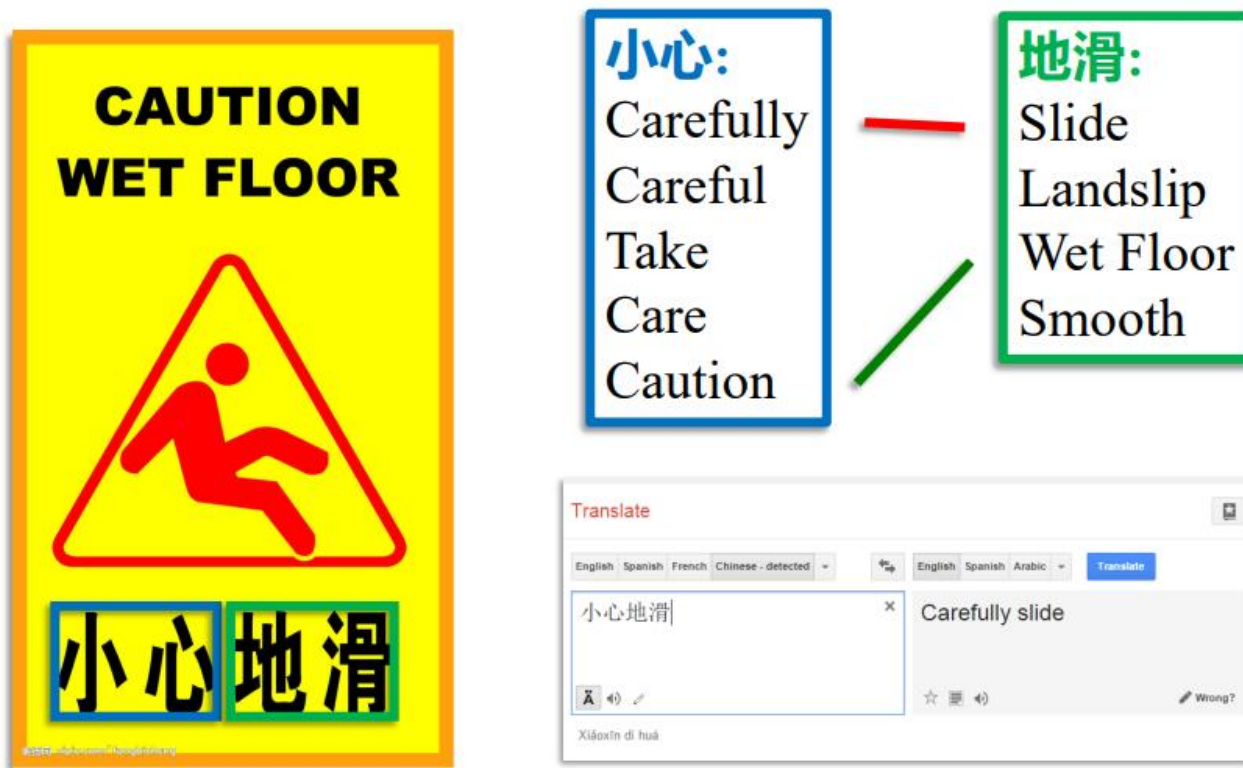 CAUTION
WET FLOOR
小心地滑
小心:
Carefully
Careful
Take
Care
Caution
地滑:
Slide
Landslip
Wet Floor
Smooth
Translate
English Spanish French Chinese - detected
English Spanish Arabic Translate
小心地滑
Carefully slide
Ä
Wrong?
Xiǎoxīn dì huá